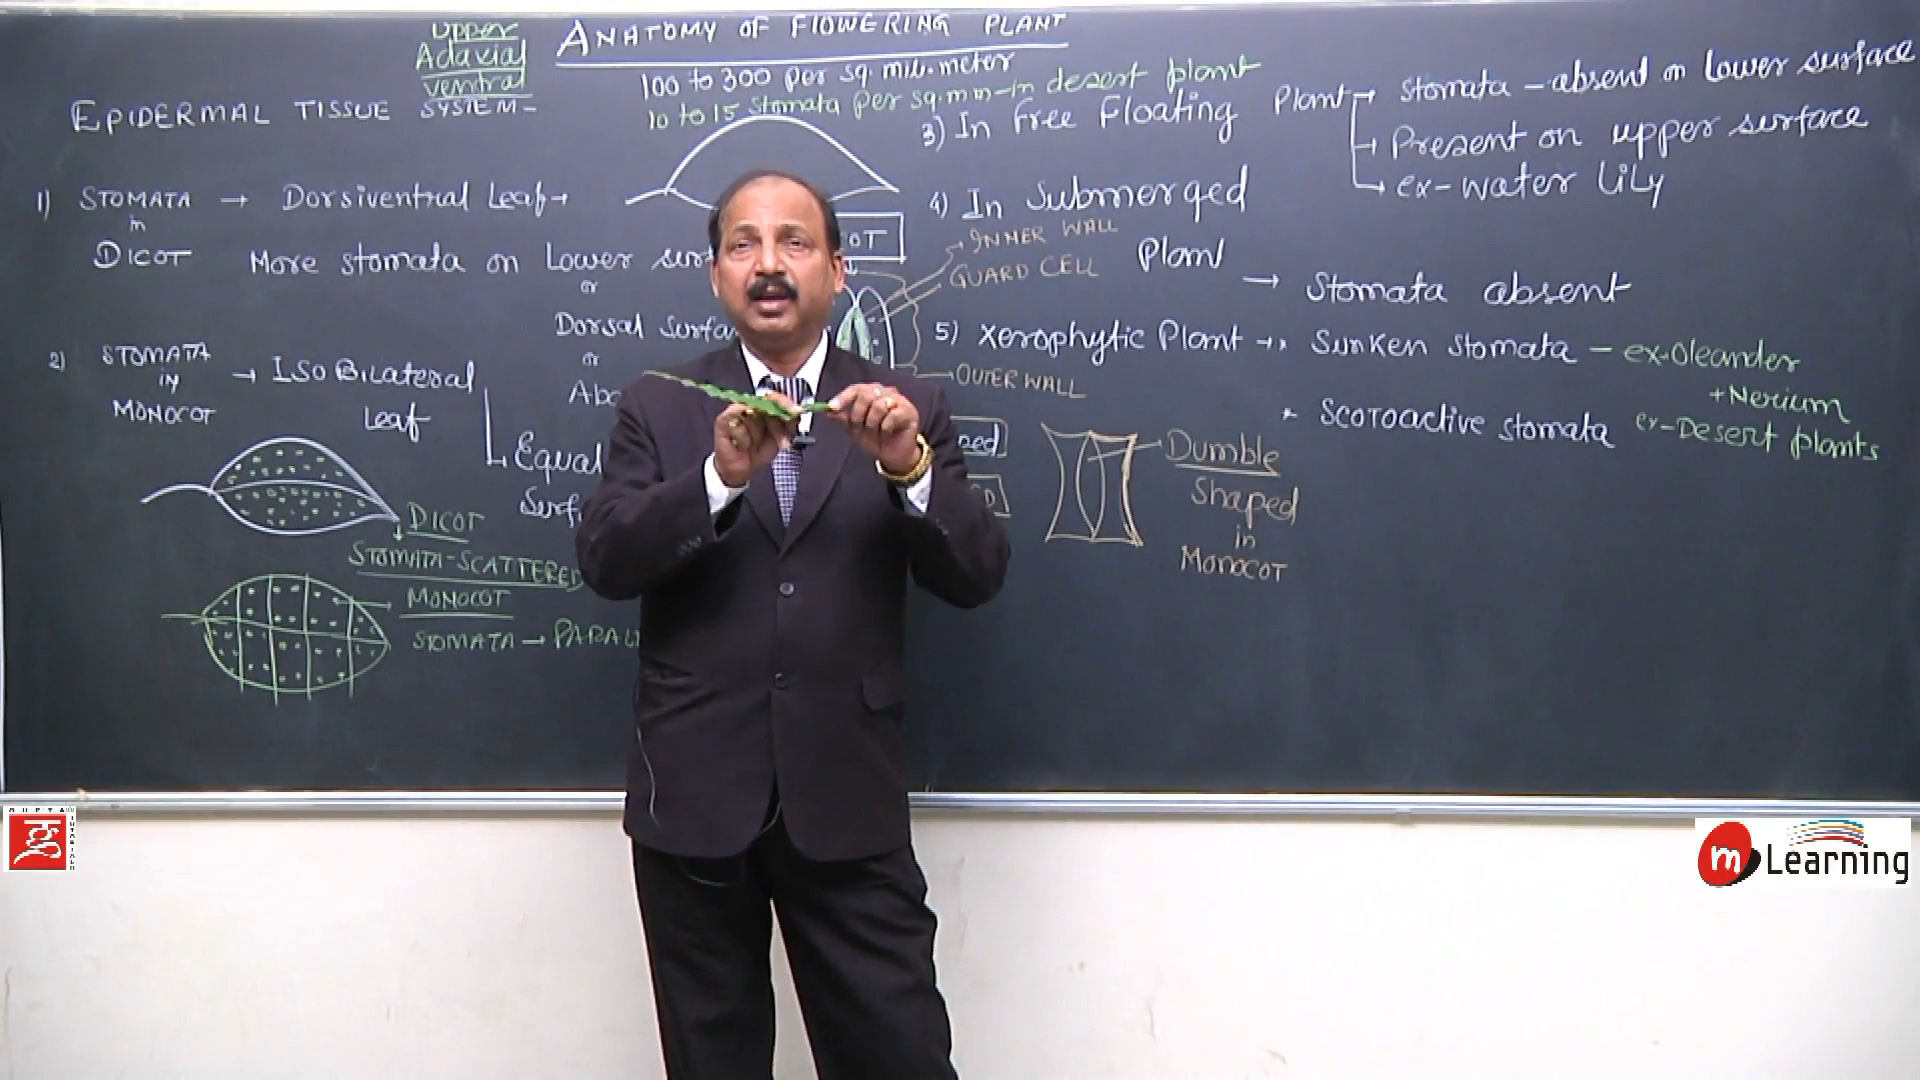 ANATOMY OF FLOWERING PLANT
Upper
Adaxial
ventral
100 to 300 per sq. mili. meter
10 to 15 Stomata per sq.mm-in desert plant
EPIDERMAL TISSUE SYSTEM-
1) STOMATA → Dorsiventral Leaf→
in
DICOT
More stomata on Lower
or
Dorsal
or
2) STOMATA → ISOBILateral
in
MONOCOT
Leaf
Equal
DICOT
STOMATA-SCATTERED
MONOCOT
STOMATA →
INNER WALL
GUARD CELL
OUTER WALL
3) In Free Floating Plant → Stomata - absent on Lower surface
→ Present on upper surface
→ ex-water LiLy
4) In Submerged
Plant
→ Stomata absent
5) Xerophytic Plant → * Sunken Stomata - ex-Oleander
+Nerium
* SCOTOactive stomata ex-Desert plants
Dumble
Shaped
in
MONOCOT
GUPTA TUTORIALS
m Learning